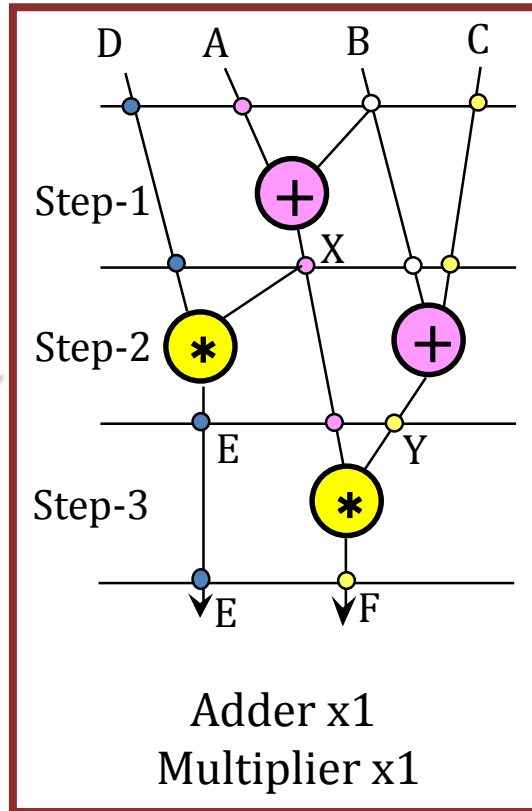 D A B C
+
Step-1
X
Step-2 * +
E Y
*
Step-3
E F
Adder x1
Multiplier x1